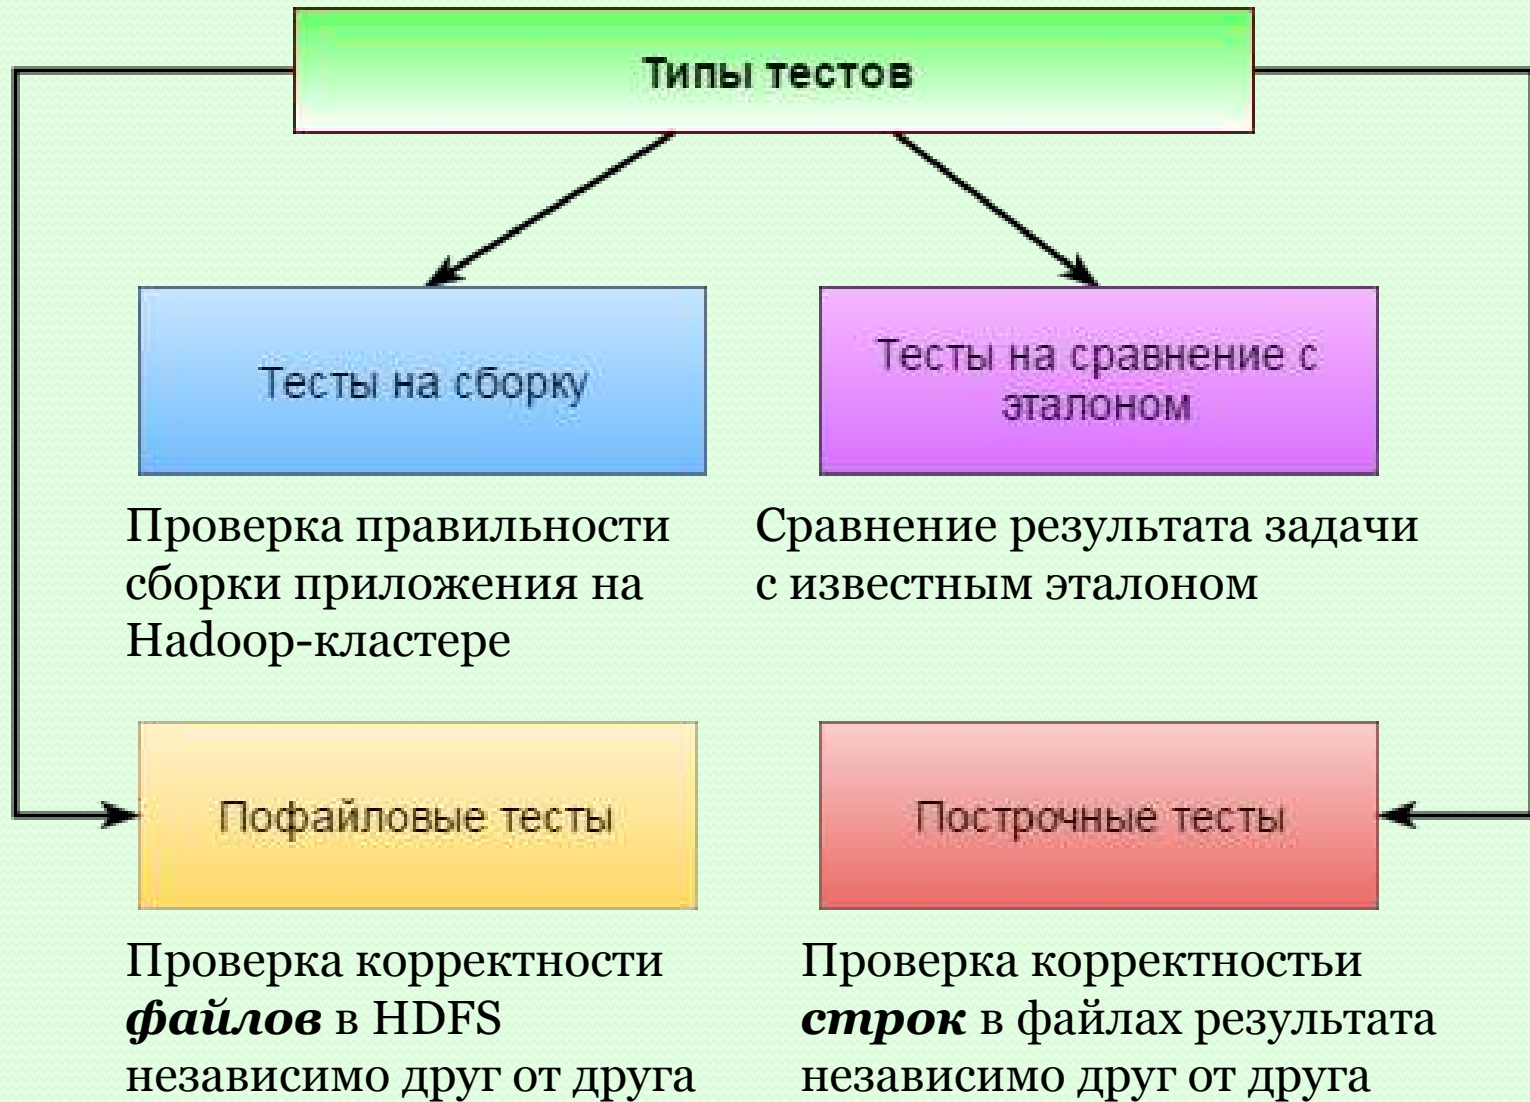 Типы тестов
Тесты на сборку
Тесты на сравнение с
эталоном
Проверка правильности
сборки приложения на
Hadoop-кластере
Сравнение результата задачи
с известным эталоном
Пофайловые тесты
Построчные тесты
Проверка корректности
файлов в HDFS
независимо друг от друга
Проверка корректностьи
строк в файлах результата
независимо друг от друга